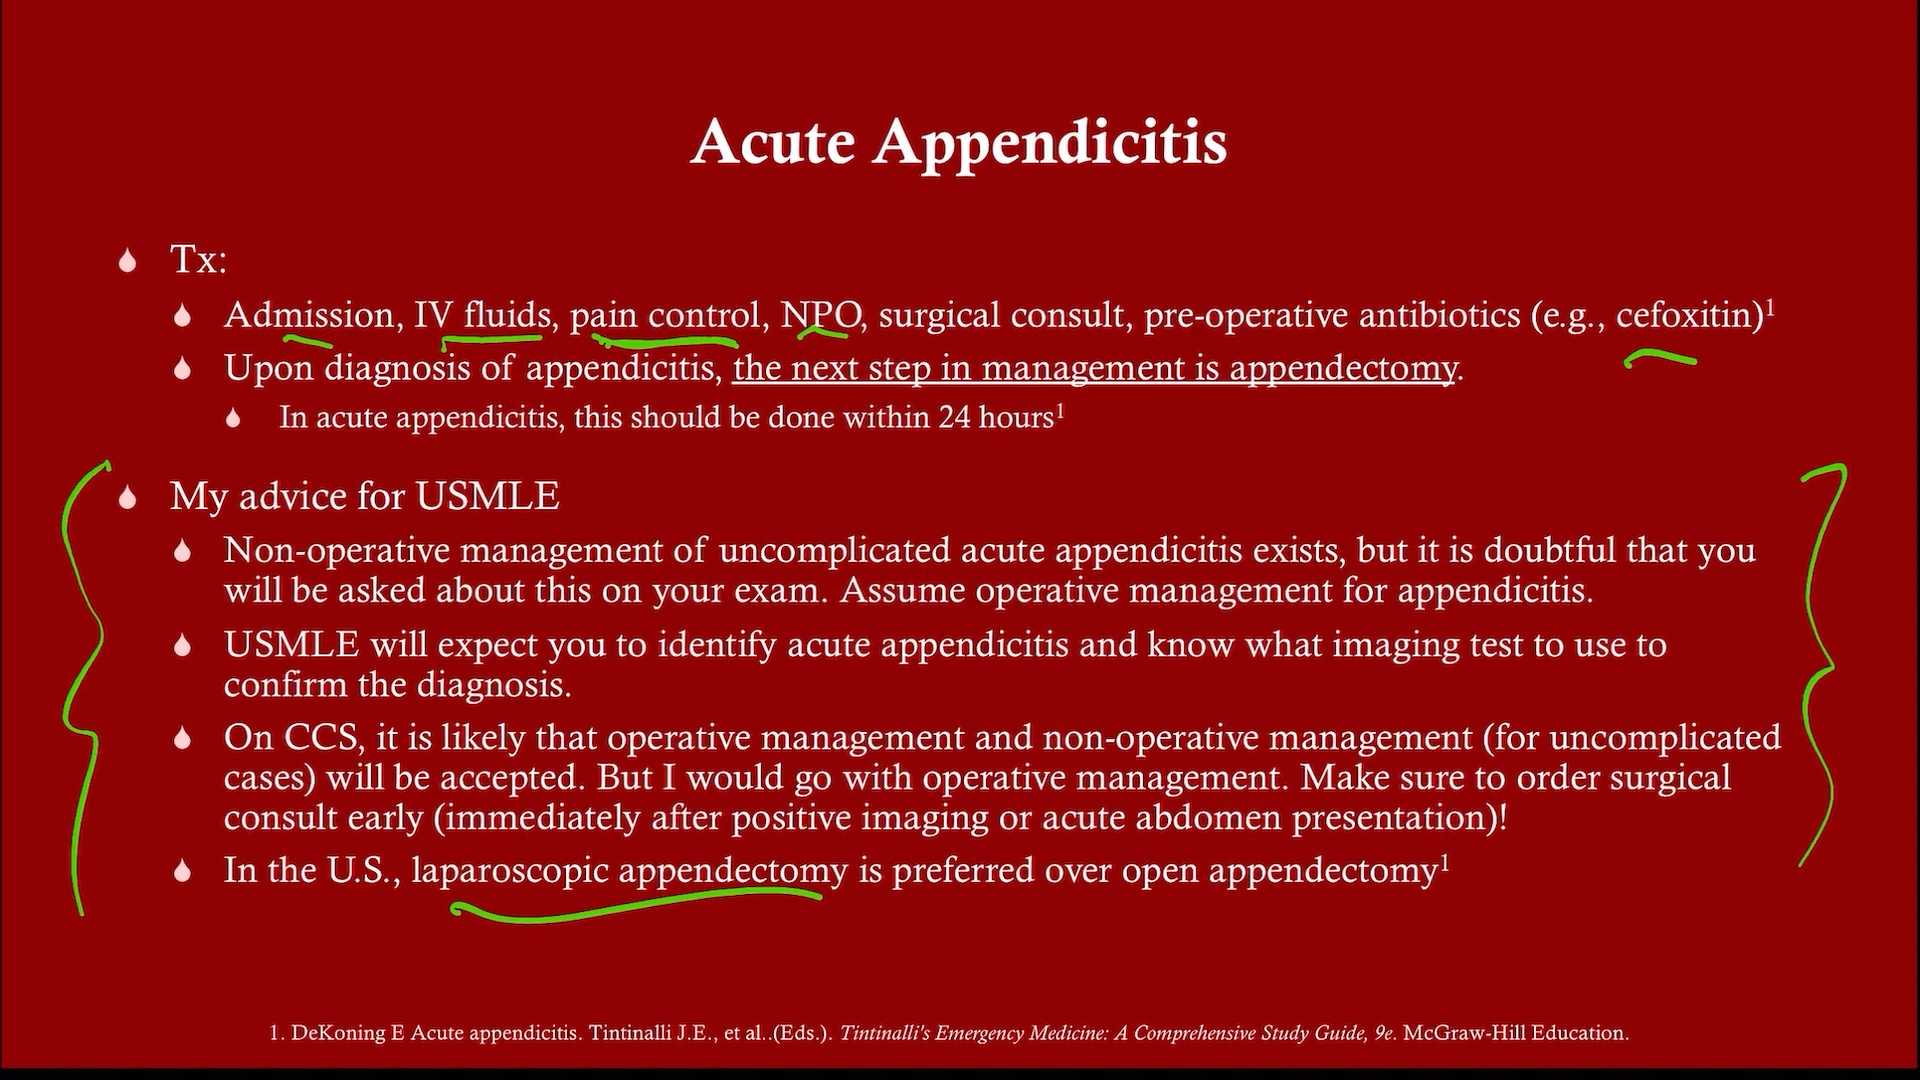 Acute Appendicitis
Tx:
Admission, IV fluids, pain control, NPO, surgical consult, pre-operative antibiotics (e.g., cefoxitin)¹
Upon diagnosis of appendicitis, the next step in management is appendectomy.
In acute appendicitis, this should be done within 24 hours¹
My advice for USMLE
Non-operative management of uncomplicated acute appendicitis exists, but it is doubtful that you
will be asked about this on your exam. Assume operative management for appendicitis.
USMLE will expect you to identify acute appendicitis and know what imaging test to use to
confirm the diagnosis.
On CCS, it is likely that operative management and non-operative management (for uncomplicated
cases) will be accepted. But I would go with operative management. Make sure to order surgical
consult early (immediately after positive imaging or acute abdomen presentation)!
In the U.S., laparoscopic appendectomy is preferred over open appendectomy¹
1. DeKoning E Acute appendicitis. Tintinalli J.E., et al..(Eds.). Tintinalli's Emergency Medicine: A Comprehensive Study Guide, 9e. McGraw-Hill Education.